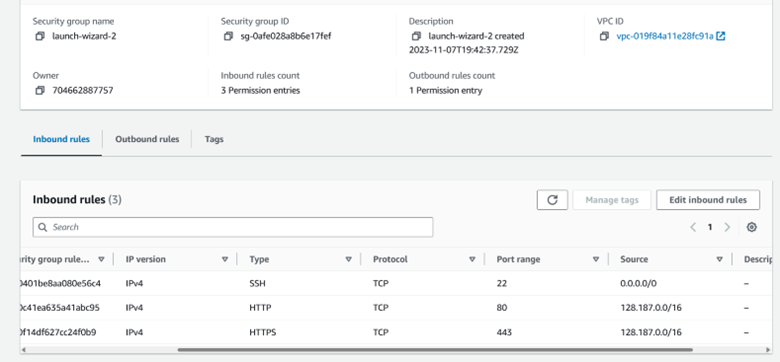 Security group name Security group ID Description VPC ID
launch-wizard-2 sg-0afe028a8b6e17fef launch-wizard-2 created vpc-019f84a11e28fc91a
2023-11-07T19:42:37.729Z
Owner Inbound rules count Outbound rules count
704662887757 3 Permission entries 1 Permission entry
Inbound rules Outbound rules Tags
Inbound rules (3) Manage tags Edit inbound rules
Search 1
urity group rule... IP version Type Protocol Port range Source Descrip
0401be8aa080e56c4 IPv4 SSH TCP 22 0.0.0.0/0 –
0c41ea635a41abc95 IPv4 HTTP TCP 80 128.187.0.0/16 –
0f14df627cc24f0b9 IPv4 HTTPS TCP 443 128.187.0.0/16 –